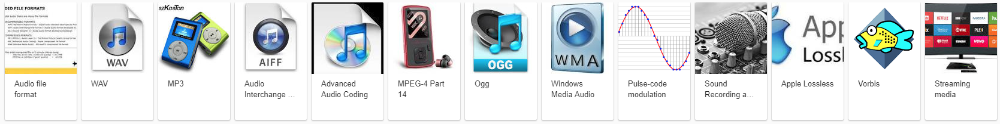 DIO FILE FORMATS
WAV
szKosTon
AIFF
OGG
WMA
App
Lossl
NETFLIX
PANDORA
hu
SHOWTIME
PLEX
vevo
Audio file
format
WAV
MP3
Audio
Interchange ...
Advanced
Audio Coding
MPEG-4 Part
14
Ogg
Windows
Media Audio
Pulse-code
modulation
Sound
Recording a...
Apple Lossless
Vorbis
Streaming
media